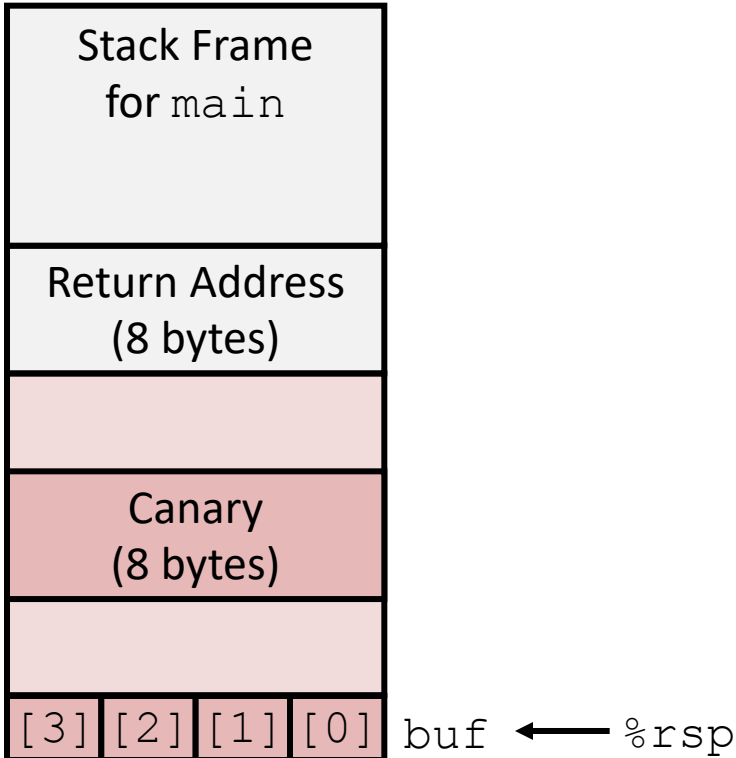 Stack Frame
for main
Return Address
(8 bytes)
Canary
(8 bytes)
[3] [2] [1] [0] buf %rsp